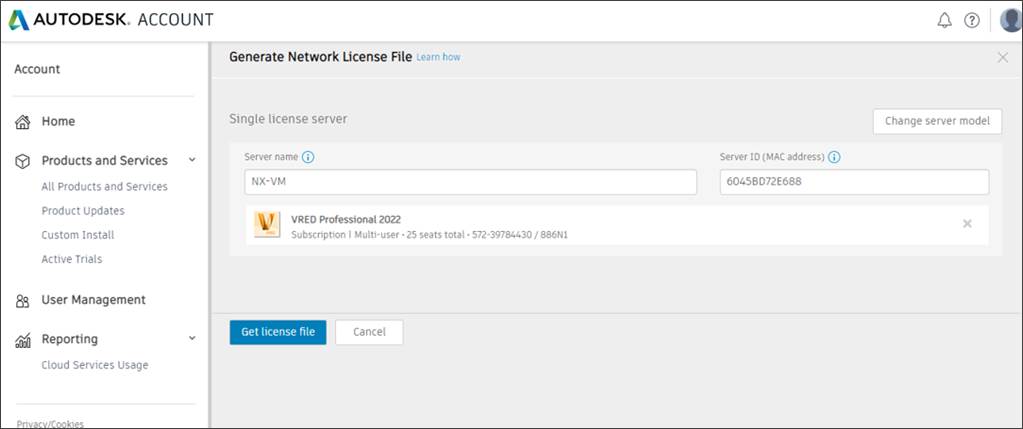 AUTODESK. ACCOUNT
Account
Home
Products and Services
All Products and Services
Product Updates
Custom Install
Active Trials
User Management
Reporting
Cloud Services Usage
Privacy/Cookies
Generate Network License File Learn how
Single license server
Change server model
Server name
Server ID (MAC address)
NX-VM
6045BD72E688
VRED Professional 2022
Subscription | Multi-user • 25 seats total • 572-39784430 / 886N1
Get license file
Cancel